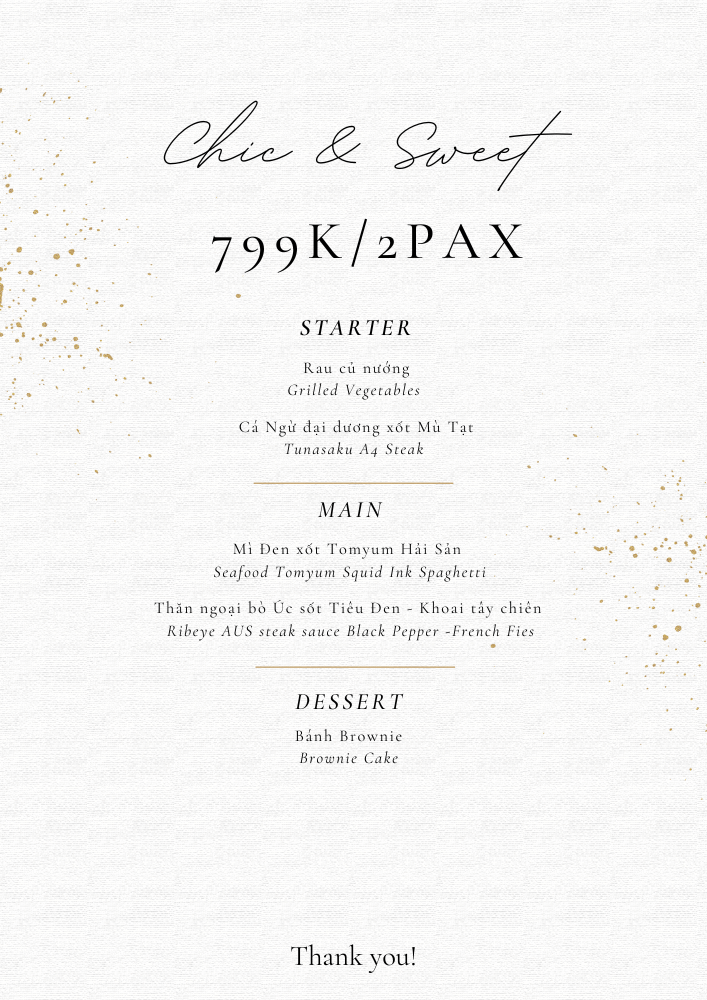 Chic & Sweet
799K/2PAX
STARTER
Rau củ nướng
Grilled Vegetables
Cá Ngừ đại dương xốt Mù Tạt
Tunasaku A4 Steak
MAIN
Mì Đen xốt Tomyum Hải Sản
Seafood Tomyum Squid Ink Spaghetti
Thăn ngoại bò Úc sốt Tiêu Đen - Khoai tây chiên
Ribeye AUS steak sauce Black Pepper -French Fies
DESSERT
Bánh Brownie
Brownie Cake
Thank you!